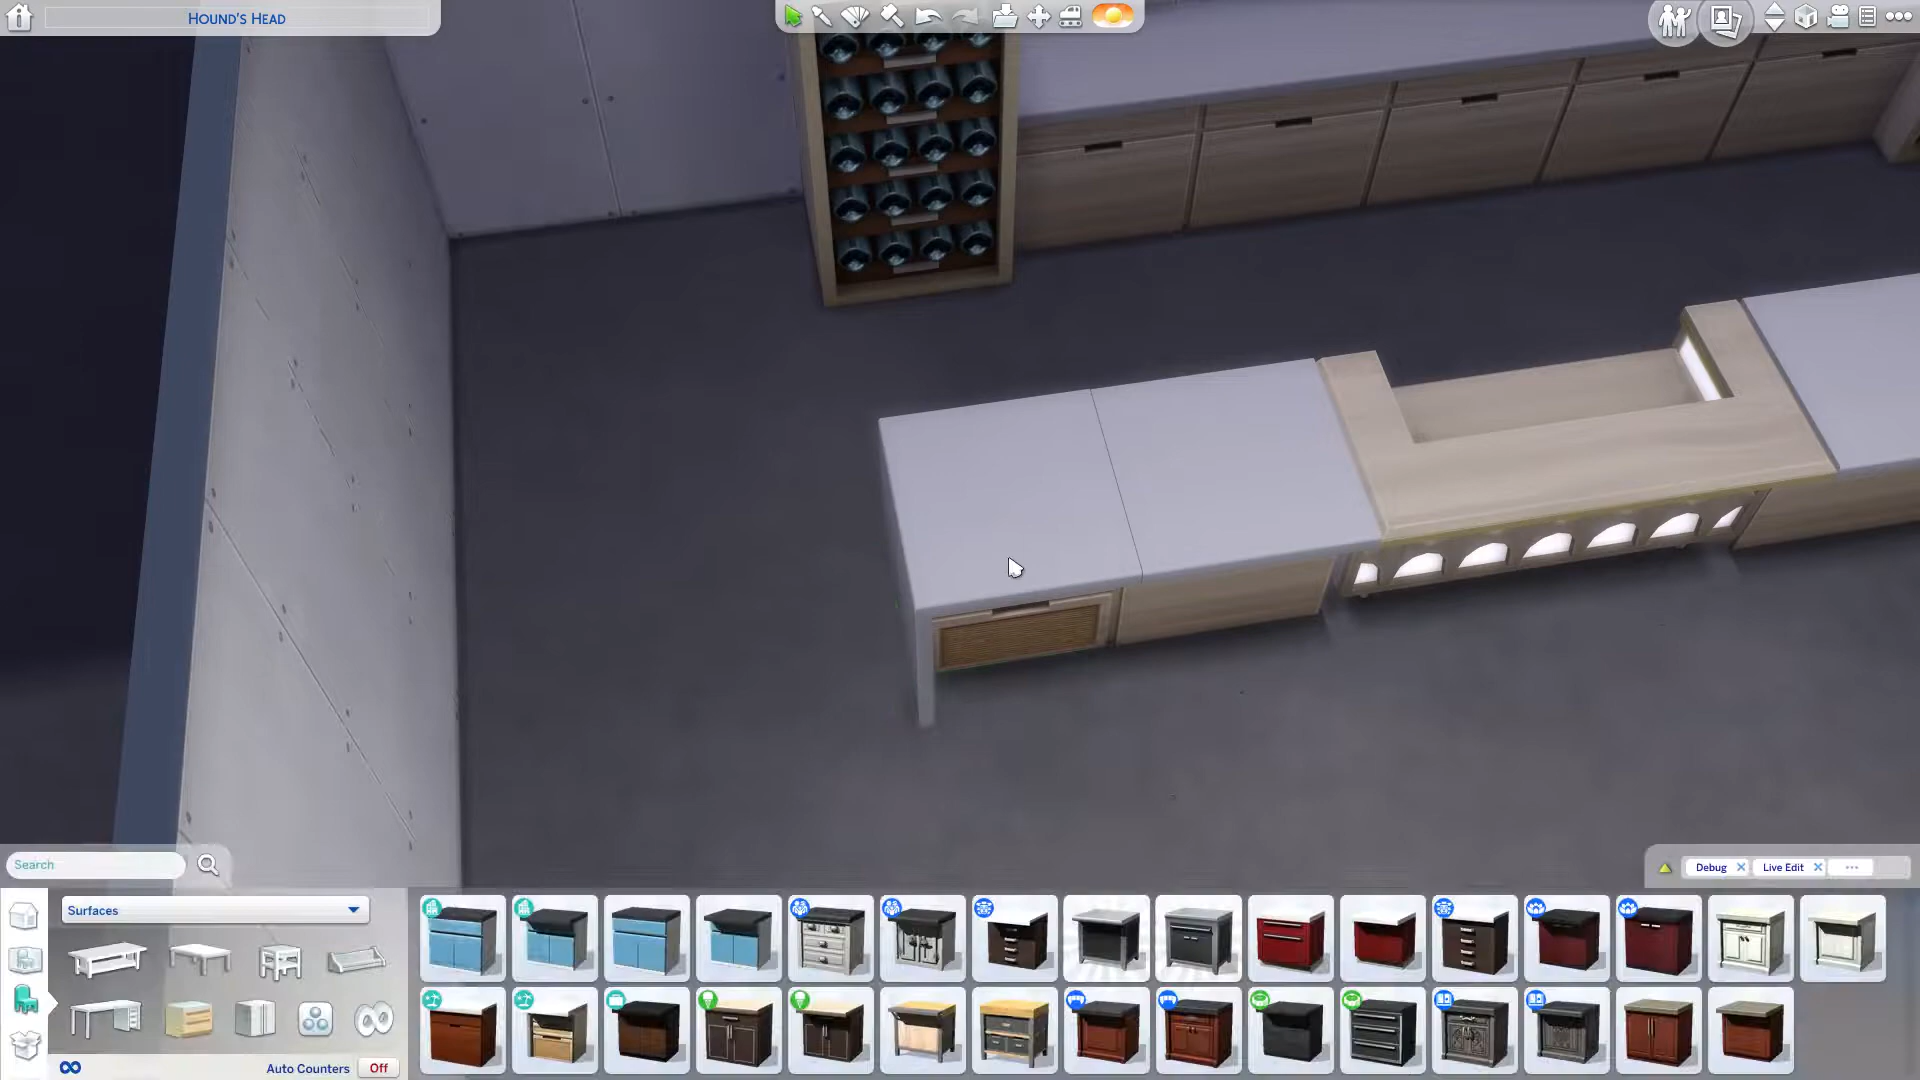 HOUND'S HEAD
Search
Debug
Live Edit
Surfaces
Auto Counters
Off